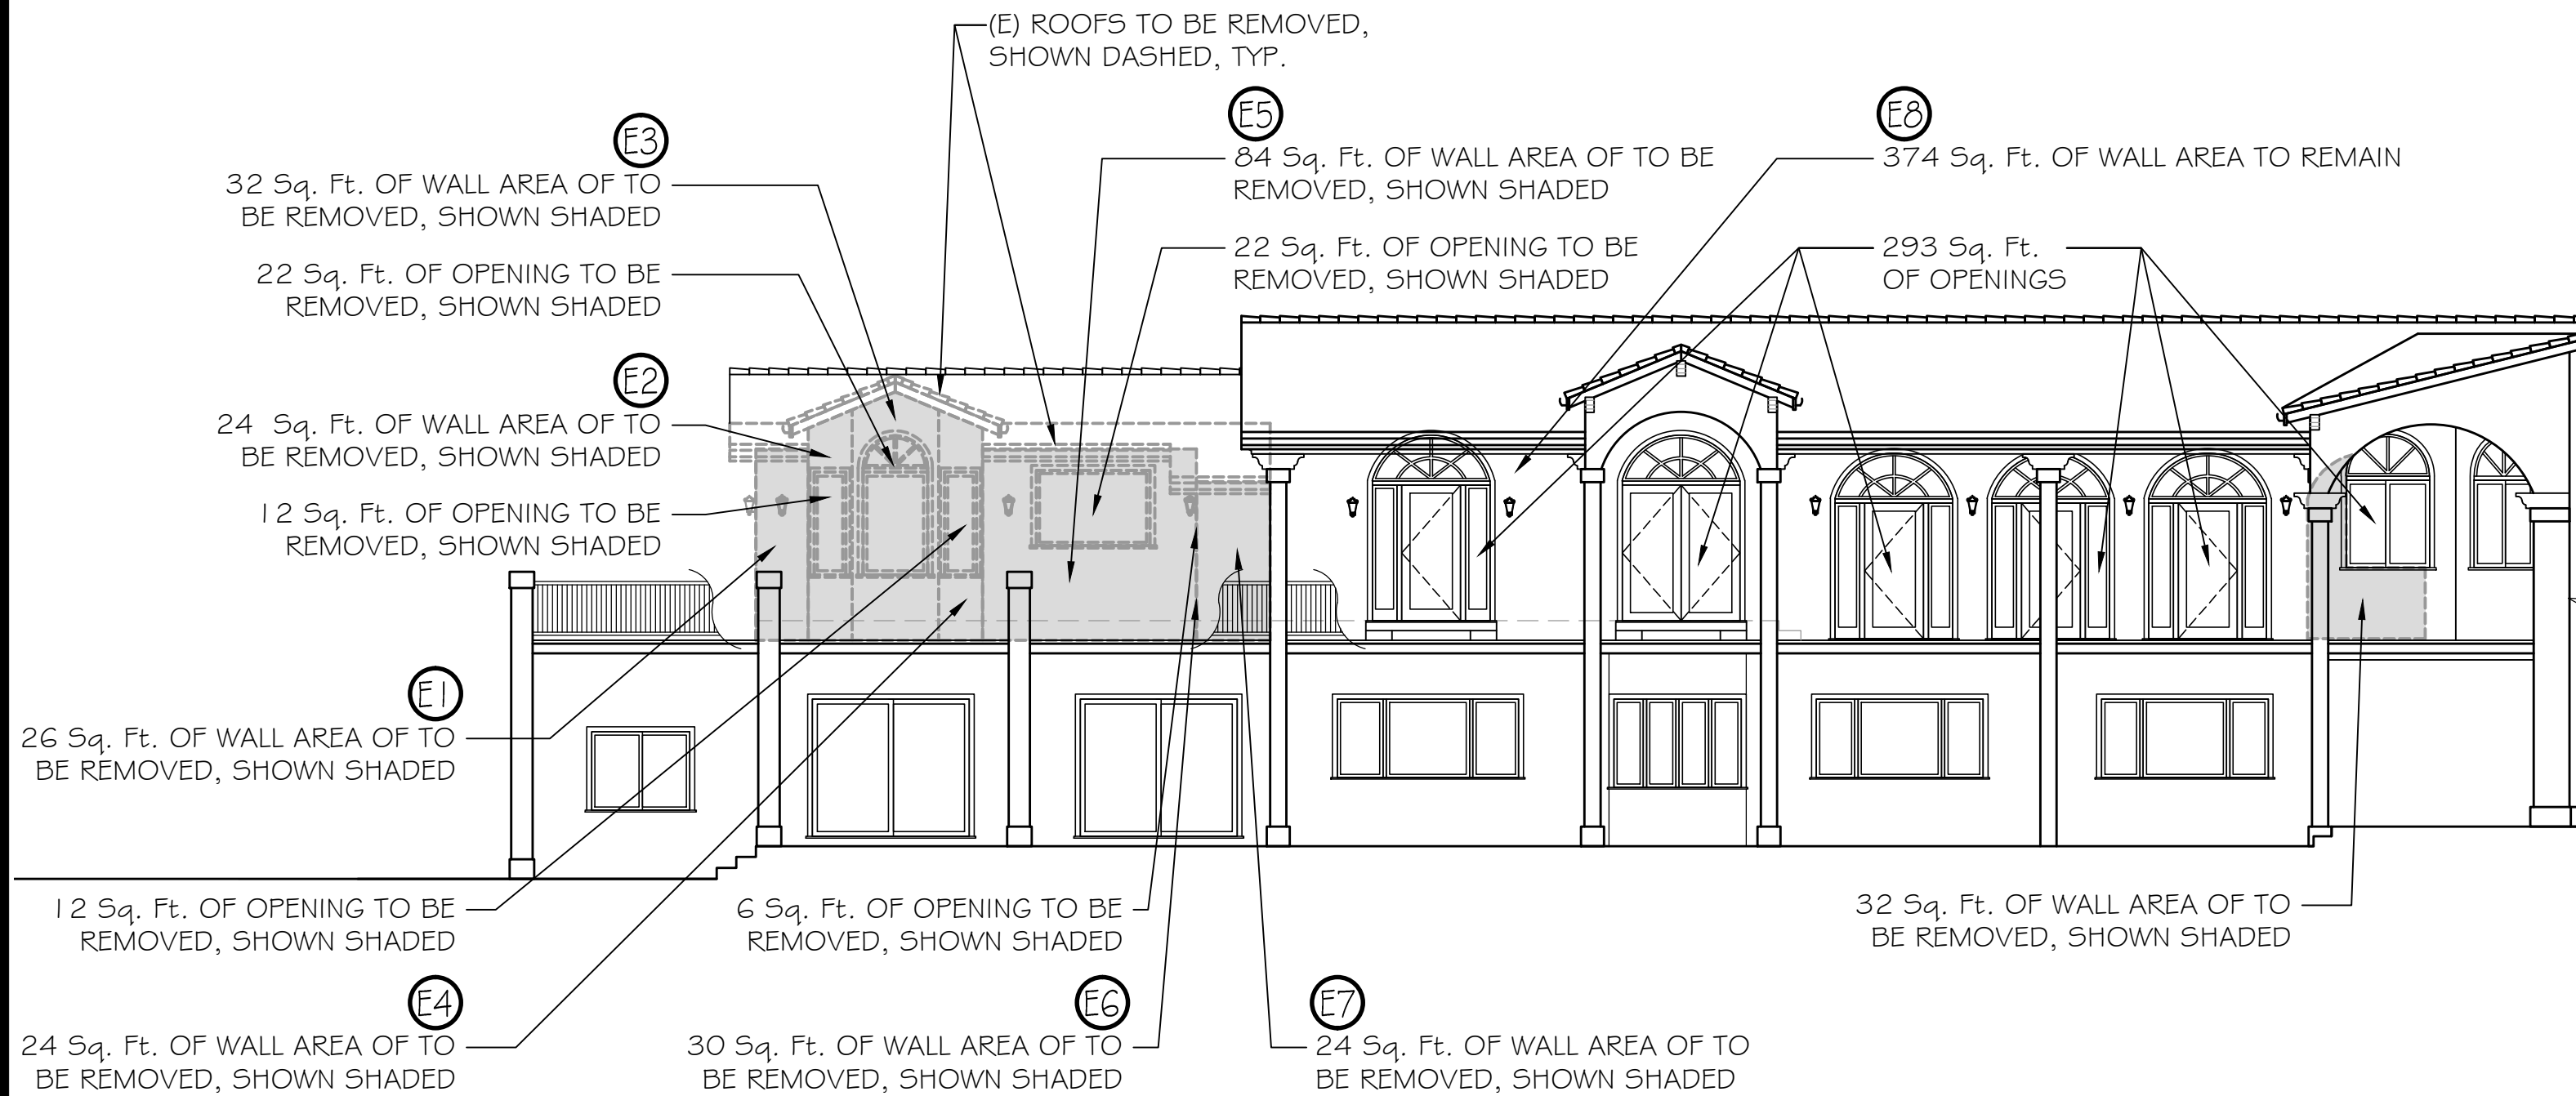 (E) ROOFS TO BE REMOVED,
SHOWN DASHED, TYP.
E3
32 Sq. Ft. OF WALL AREA OF TO
BE REMOVED, SHOWN SHADED
22 Sq. Ft. OF OPENING TO BE
REMOVED, SHOWN SHADED
E2
24 Sq. Ft. OF WALL AREA OF TO
BE REMOVED, SHOWN SHADED
12 Sq. Ft. OF OPENING TO BE
REMOVED, SHOWN SHADED
E5
84 Sq. Ft. OF WALL AREA OF TO BE
REMOVED, SHOWN SHADED
22 Sq. Ft. OF OPENING TO BE
REMOVED, SHOWN SHADED
E8
374 Sq. Ft. OF WALL AREA TO REMAIN
293 Sq. Ft.
OF OPENINGS
E1
26 Sq. Ft. OF WALL AREA OF TO
BE REMOVED, SHOWN SHADED
12 Sq. Ft. OF OPENING TO BE
REMOVED, SHOWN SHADED
E4
24 Sq. Ft. OF WALL AREA OF TO
BE REMOVED, SHOWN SHADED
6 Sq. Ft. OF OPENING TO BE
REMOVED, SHOWN SHADED
E6
30 Sq. Ft. OF WALL AREA OF TO
BE REMOVED, SHOWN SHADED
E7
24 Sq. Ft. OF WALL AREA OF TO
BE REMOVED, SHOWN SHADED
32 Sq. Ft. OF WALL AREA OF TO
BE REMOVED, SHOWN SHADED